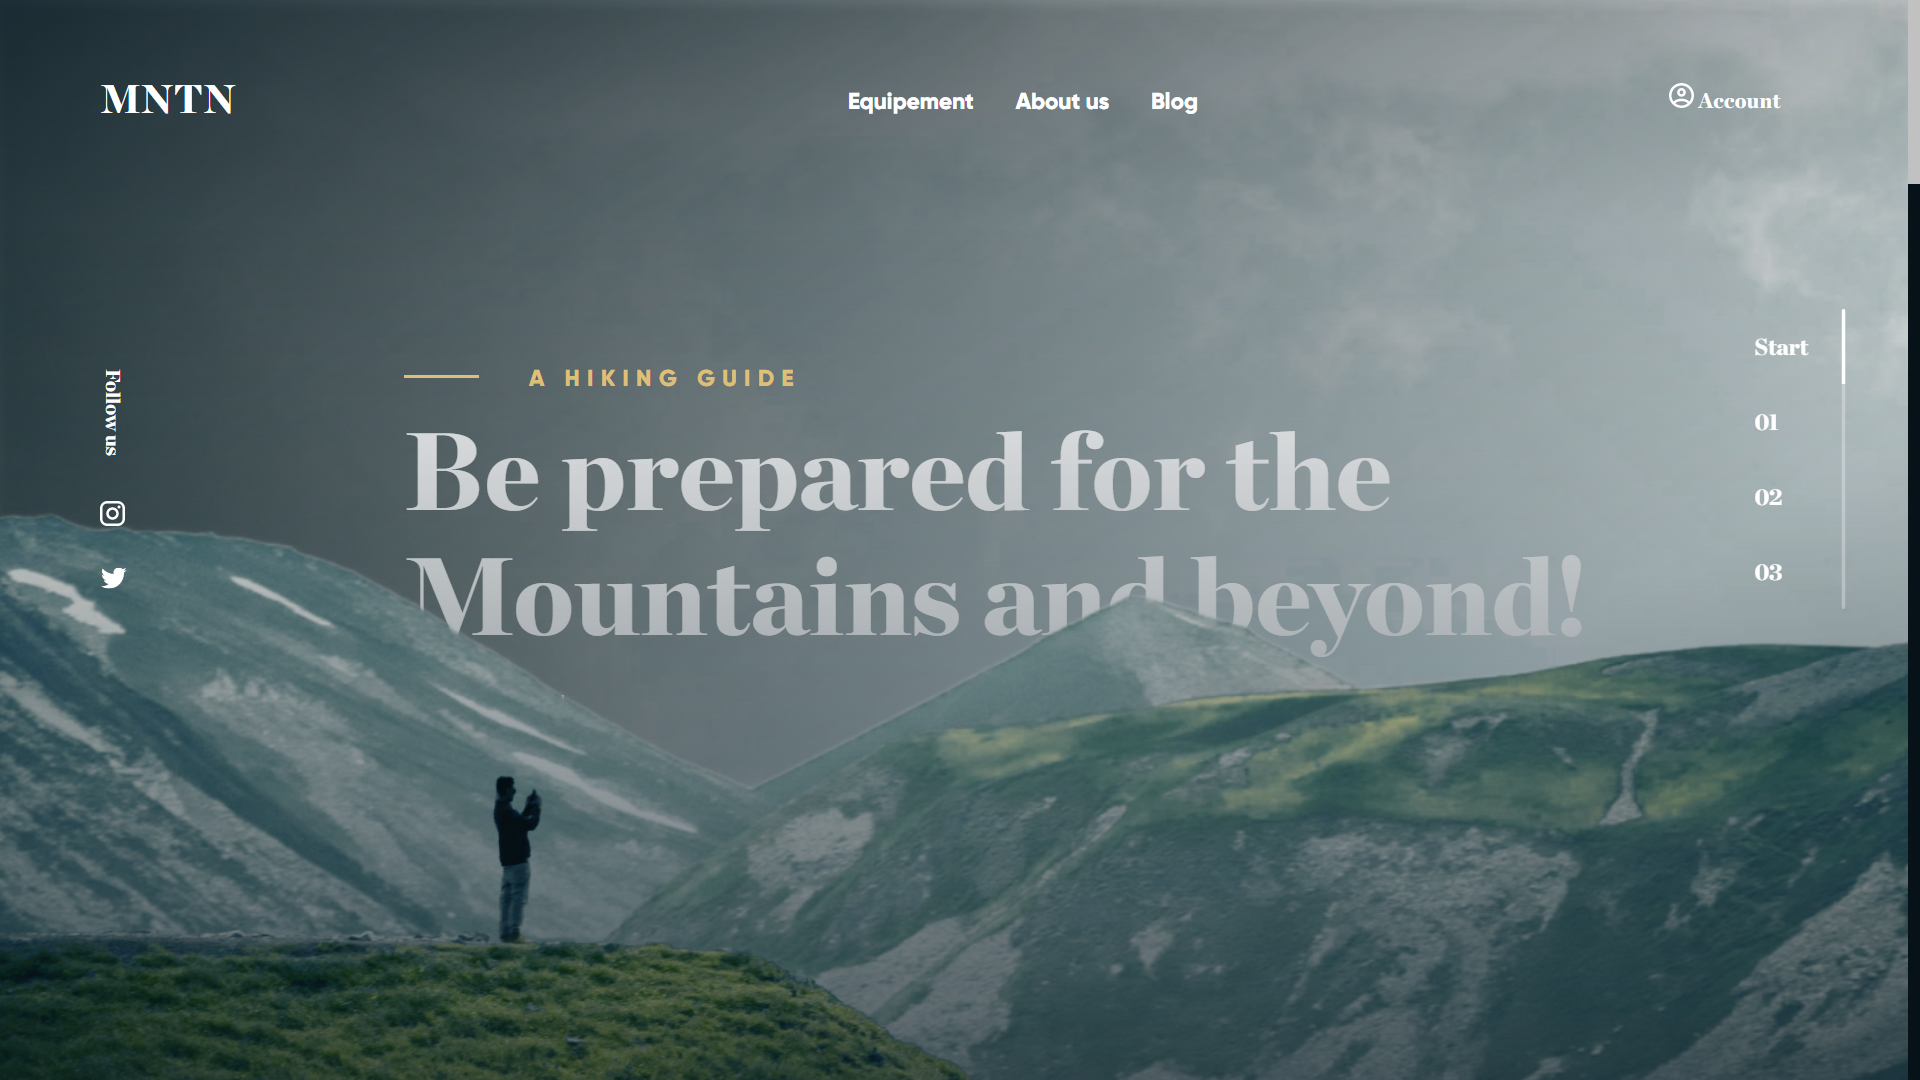 MNTN
Equipement
About us
Blog
Account
Follow us
A HIKING GUIDE
Be prepared for the
Mountains and beyond!
Start
01
02
03